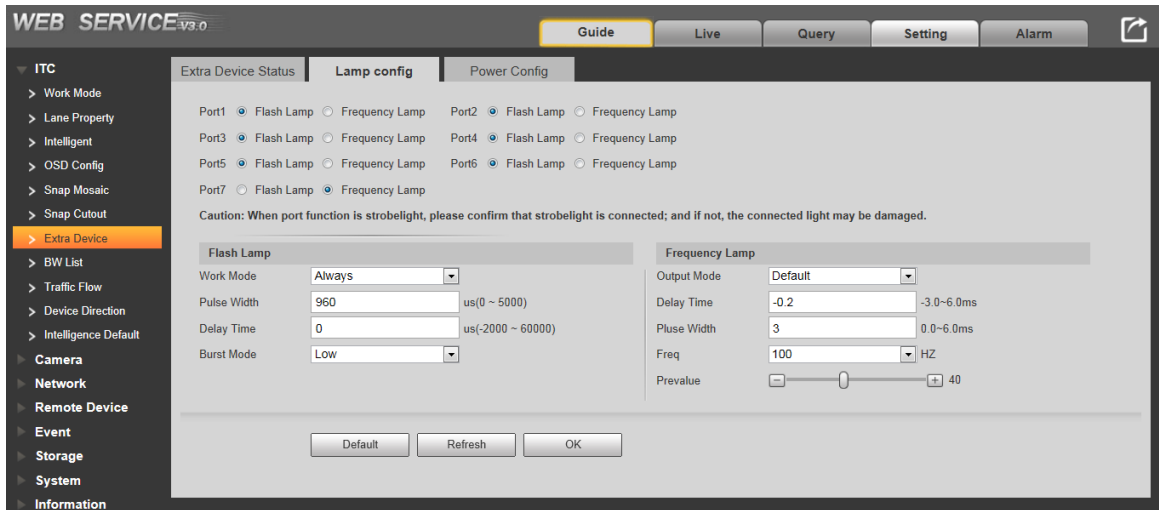 WEB SERVICE V3.0
Guide Live Query Setting Alarm
ITC
Work Mode
Lane Property
Intelligent
OSD Config
Snap Mosaic
Snap Cutout
Extra Device
BW List
Traffic Flow
Device Direction
Intelligence Default
Camera
Network
Remote Device
Event
Storage
System
Information
Extra Device Status Lamp config Power Config
Port1 Flash Lamp Frequency Lamp Port2 Flash Lamp Frequency Lamp
Port3 Flash Lamp Frequency Lamp Port4 Flash Lamp Frequency Lamp
Port5 Flash Lamp Frequency Lamp Port6 Flash Lamp Frequency Lamp
Port7 Flash Lamp Frequency Lamp
Caution: When port function is strobelight, please confirm that strobelight is connected; and if not, the connected light may be damaged.
Flash Lamp
Work Mode Always
Pulse Width 960 us(0 ~ 5000)
Delay Time 0 us(-2000 ~ 60000)
Burst Mode Low
Frequency Lamp
Output Mode Default
Delay Time -0.2 -3.0~6.0ms
Pluse Width 3 0.0~6.0ms
Freq 100 HZ
Prevalue 40
Default Refresh OK